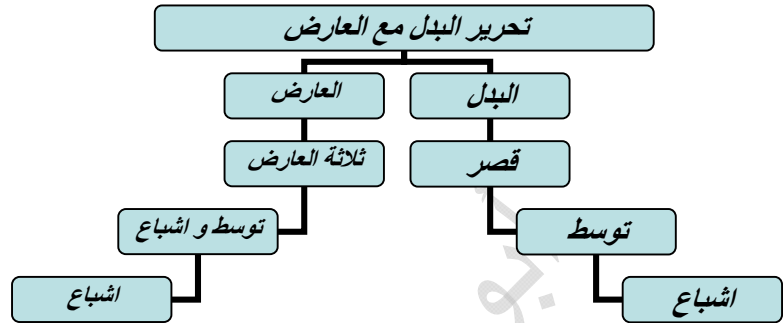 تحرير البدل مع العارض
البدل
العارض
قصر
ثلاثة العارض
توسط
توسط و اشباع
اشباع
اشباع